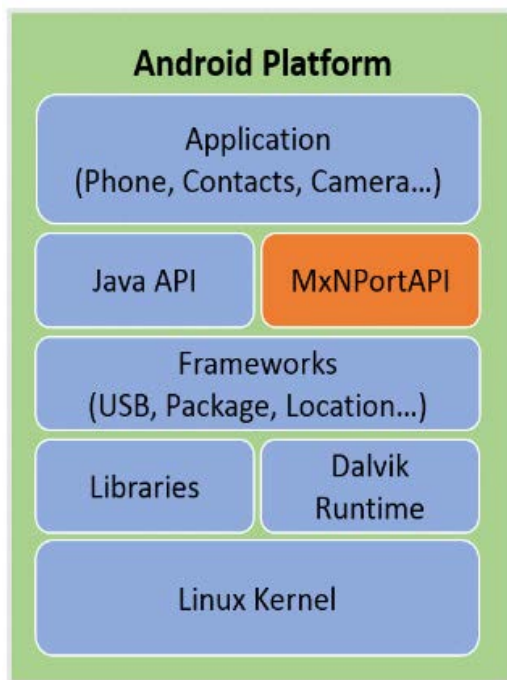 Android Platform
Application
(Phone, Contacts, Camera...)
Java API
MxNPortAPI
Frameworks
(USB, Package, Location...)
Libraries
Dalvik
Runtime
Linux Kernel